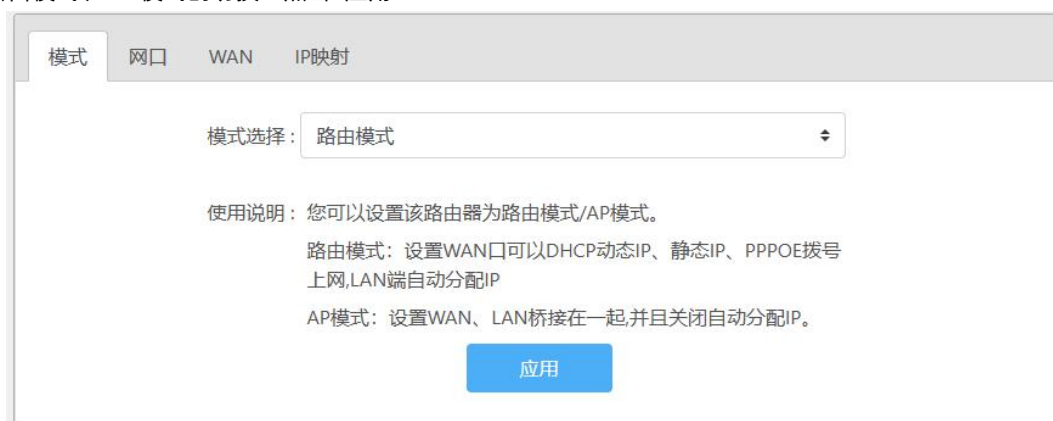 模式 网口 WAN IP映射
模式选择： 路由模式
使用说明： 您可以设置该路由器为路由模式/AP模式。
路由模式：设置WAN口可以DHCP动态IP、静态IP、PPPOE拨号
上网,LAN端自动分配IP
AP模式：设置WAN、LAN桥接在一起,并且关闭自动分配IP。
应用